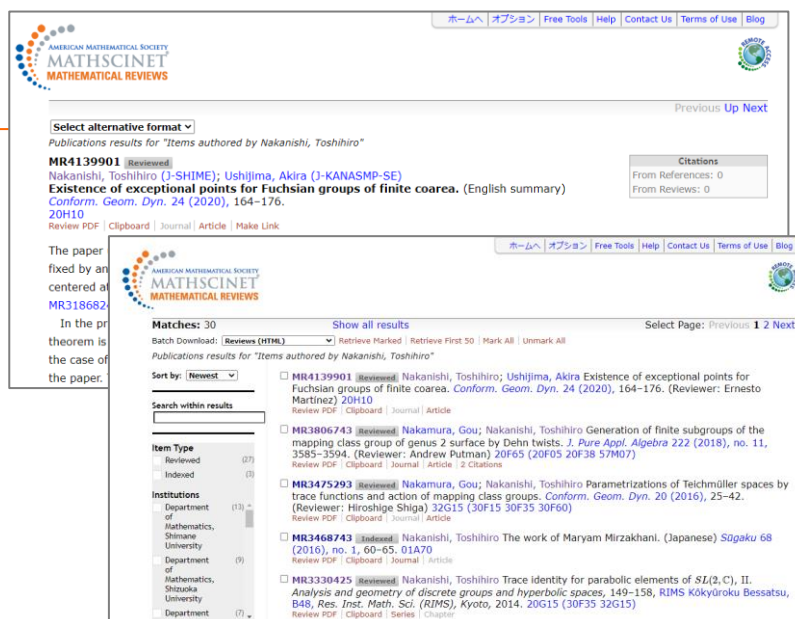 ホームへ オプション Free Tools Help Contact Us Terms of Use Blog
AMERICAN MATHEMATICAL SOCIETY
MATHSCINET
MATHEMATICAL REVIEWS
REMOTE ACCESS
Previous Up Next
Select alternative format
Publications results for "Items authored by Nakanishi, Toshihiro"
MR4139901 Reviewed
Nakanishi, Toshihiro (J-SHIME); Ushijima, Akira (J-KANASMP-SE)
Existence of exceptional points for Fuchsian groups of finite coarea. (English summary)
Conform. Geom. Dyn. 24 (2020), 164–176.
20H10
Review PDF Clipboard Journal Article Make Link
Citations
From References: 0
From Reviews: 0
The paper
fixed by an
centered at
MR318682
In the pr
theorem is
the case of
the paper.
ホームへ オプション Free Tools Help Contact Us Terms of Use Blog
AMERICAN MATHEMATICAL SOCIETY
MATHSCINET
MATHEMATICAL REVIEWS
REMOTE
Matches: 30 Show all results Select Page: Previous 1 2 Next
Batch Download: Reviews (HTML) Retrieve Marked Retrieve First 50 Mark All Unmark All
Publications results for "Items authored by Nakanishi, Toshihiro"
Sort by: Newest
Search within results
Item Type
Reviewed (27)
Indexed (3)
Institutions
Department of Mathematics, Shimane University (13)
Department of Mathematics, Shizuoka University (9)
Department (7)
MR4139901 Reviewed Nakanishi, Toshihiro; Ushijima, Akira Existence of exceptional points for
Fuchsian groups of finite coarea. Conform. Geom. Dyn. 24 (2020), 164–176. (Reviewer: Ernesto
Martínez) 20H10
Review PDF Clipboard Journal Article
MR3806743 Reviewed Nakamura, Gou; Nakanishi, Toshihiro Generation of finite subgroups of the
mapping class group of genus 2 surface by Dehn twists. J. Pure Appl. Algebra 222 (2018), no. 11,
3585–3594. (Reviewer: Andrew Putman) 20F65 (20F05 20F38 57M07)
Review PDF Clipboard Journal Article 2 Citations
MR3475293 Reviewed Nakamura, Gou; Nakanishi, Toshihiro Parametrizations of Teichmüller spaces by
trace functions and action of mapping class groups. Conform. Geom. Dyn. 20 (2016), 25–42.
(Reviewer: Hiroshige Shiga) 32G15 (30F15 30F35 30F60)
Review PDF Clipboard Journal Article
MR3468743 Indexed Nakanishi, Toshihiro The work of Maryam Mirzakhani. (Japanese) Sūgaku 68
(2016), no. 1, 60–65. 01A70
Review PDF Clipboard Journal Article
MR3330425 Reviewed Nakanishi, Toshihiro Trace identity for parabolic elements of SL(2, ℂ), II.
Analysis and geometry of discrete groups and hyperbolic spaces, 149–158, RIMS Kôkyûroku Bessatsu,
B48, Res. Inst. Math. Sci. (RIMS), Kyoto, 2014. 20G15 (30F35 32G15)
Review PDF Clipboard Series Chapter